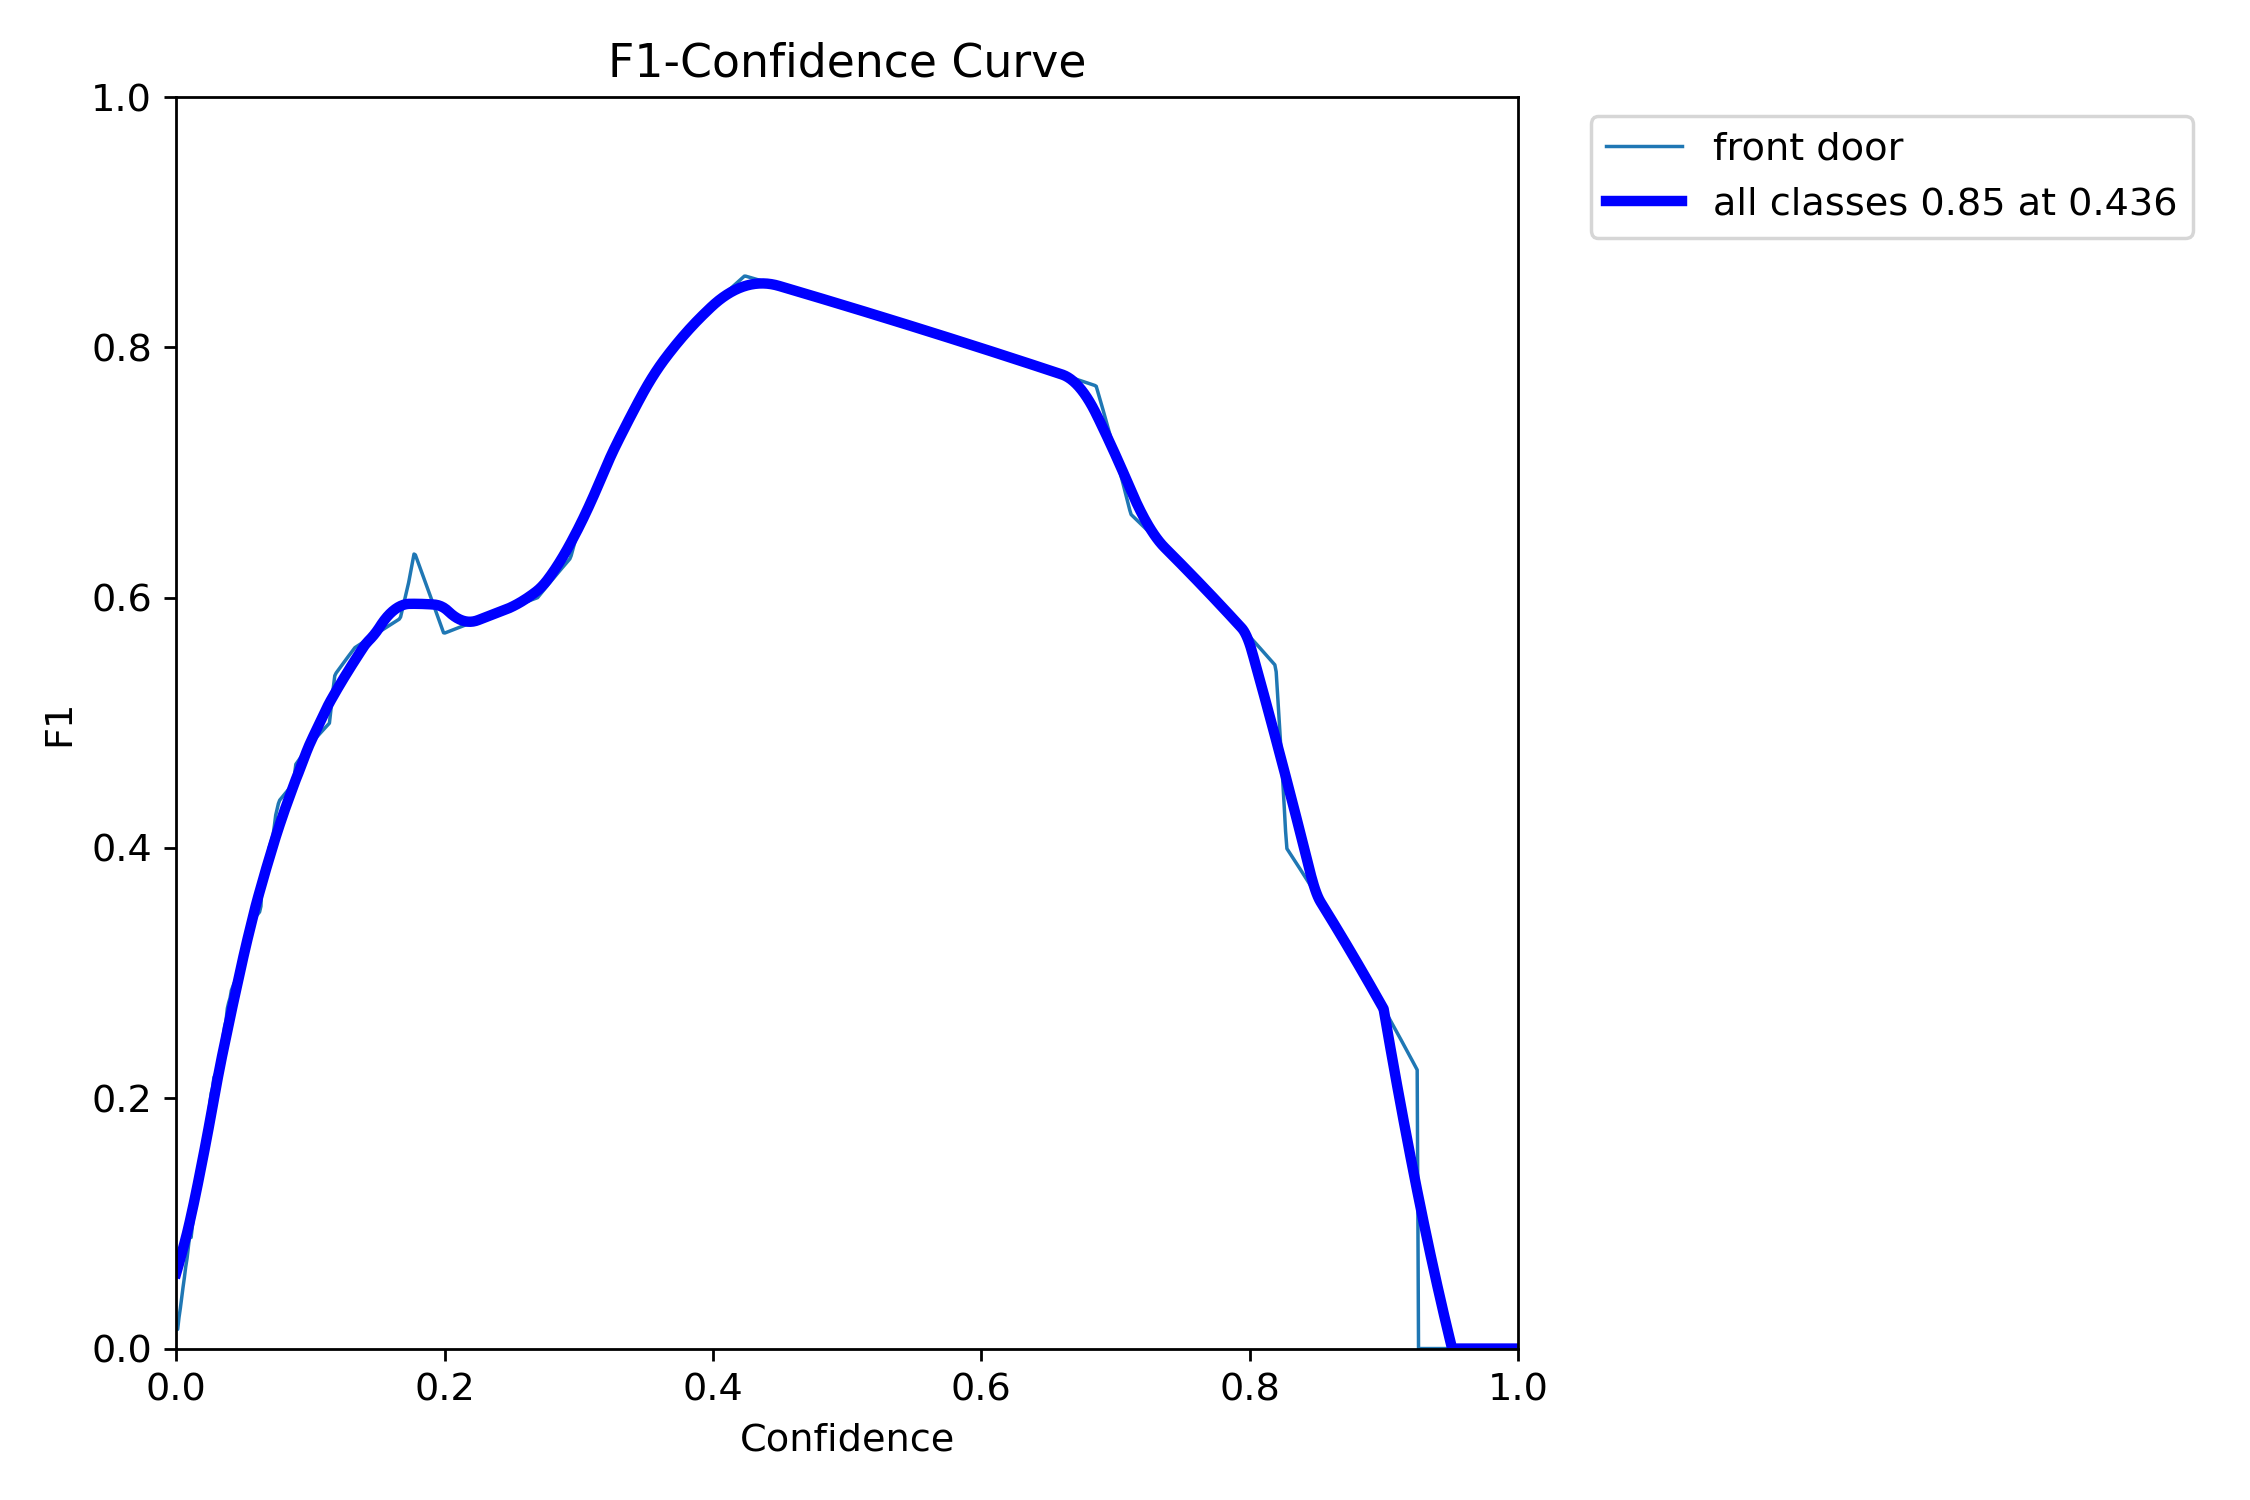 F1-Confidence Curve
front door
all classes 0.85 at 0.436
1.0
0.8
0.6
0.4
0.2
0.0
F1
0.0 0.2 0.4 0.6 0.8 1.0
Confidence